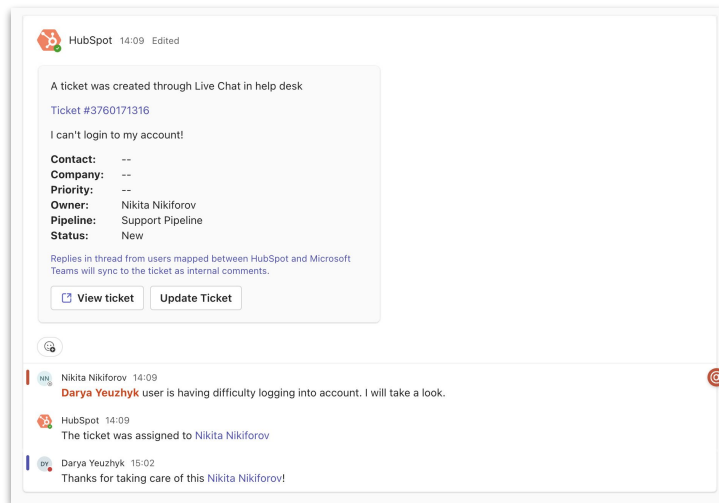 HubSpot 14:09 Edited
A ticket was created through Live Chat in help desk
Ticket #3760171316
I can't login to my account!
Contact: --
Company: --
Priority: --
Owner: Nikita Nikiforov
Pipeline: Support Pipeline
Status: New
Replies in thread from users mapped between HubSpot and Microsoft
Teams will sync to the ticket as internal comments.
View ticket Update Ticket
NN Nikita Nikiforov 14:09
Darya Yeuzhyk user is having difficulty logging into account. I will take a look.
HubSpot 14:09
The ticket was assigned to Nikita Nikiforov
DY Darya Yeuzhyk 15:02
Thanks for taking care of this Nikita Nikiforov!